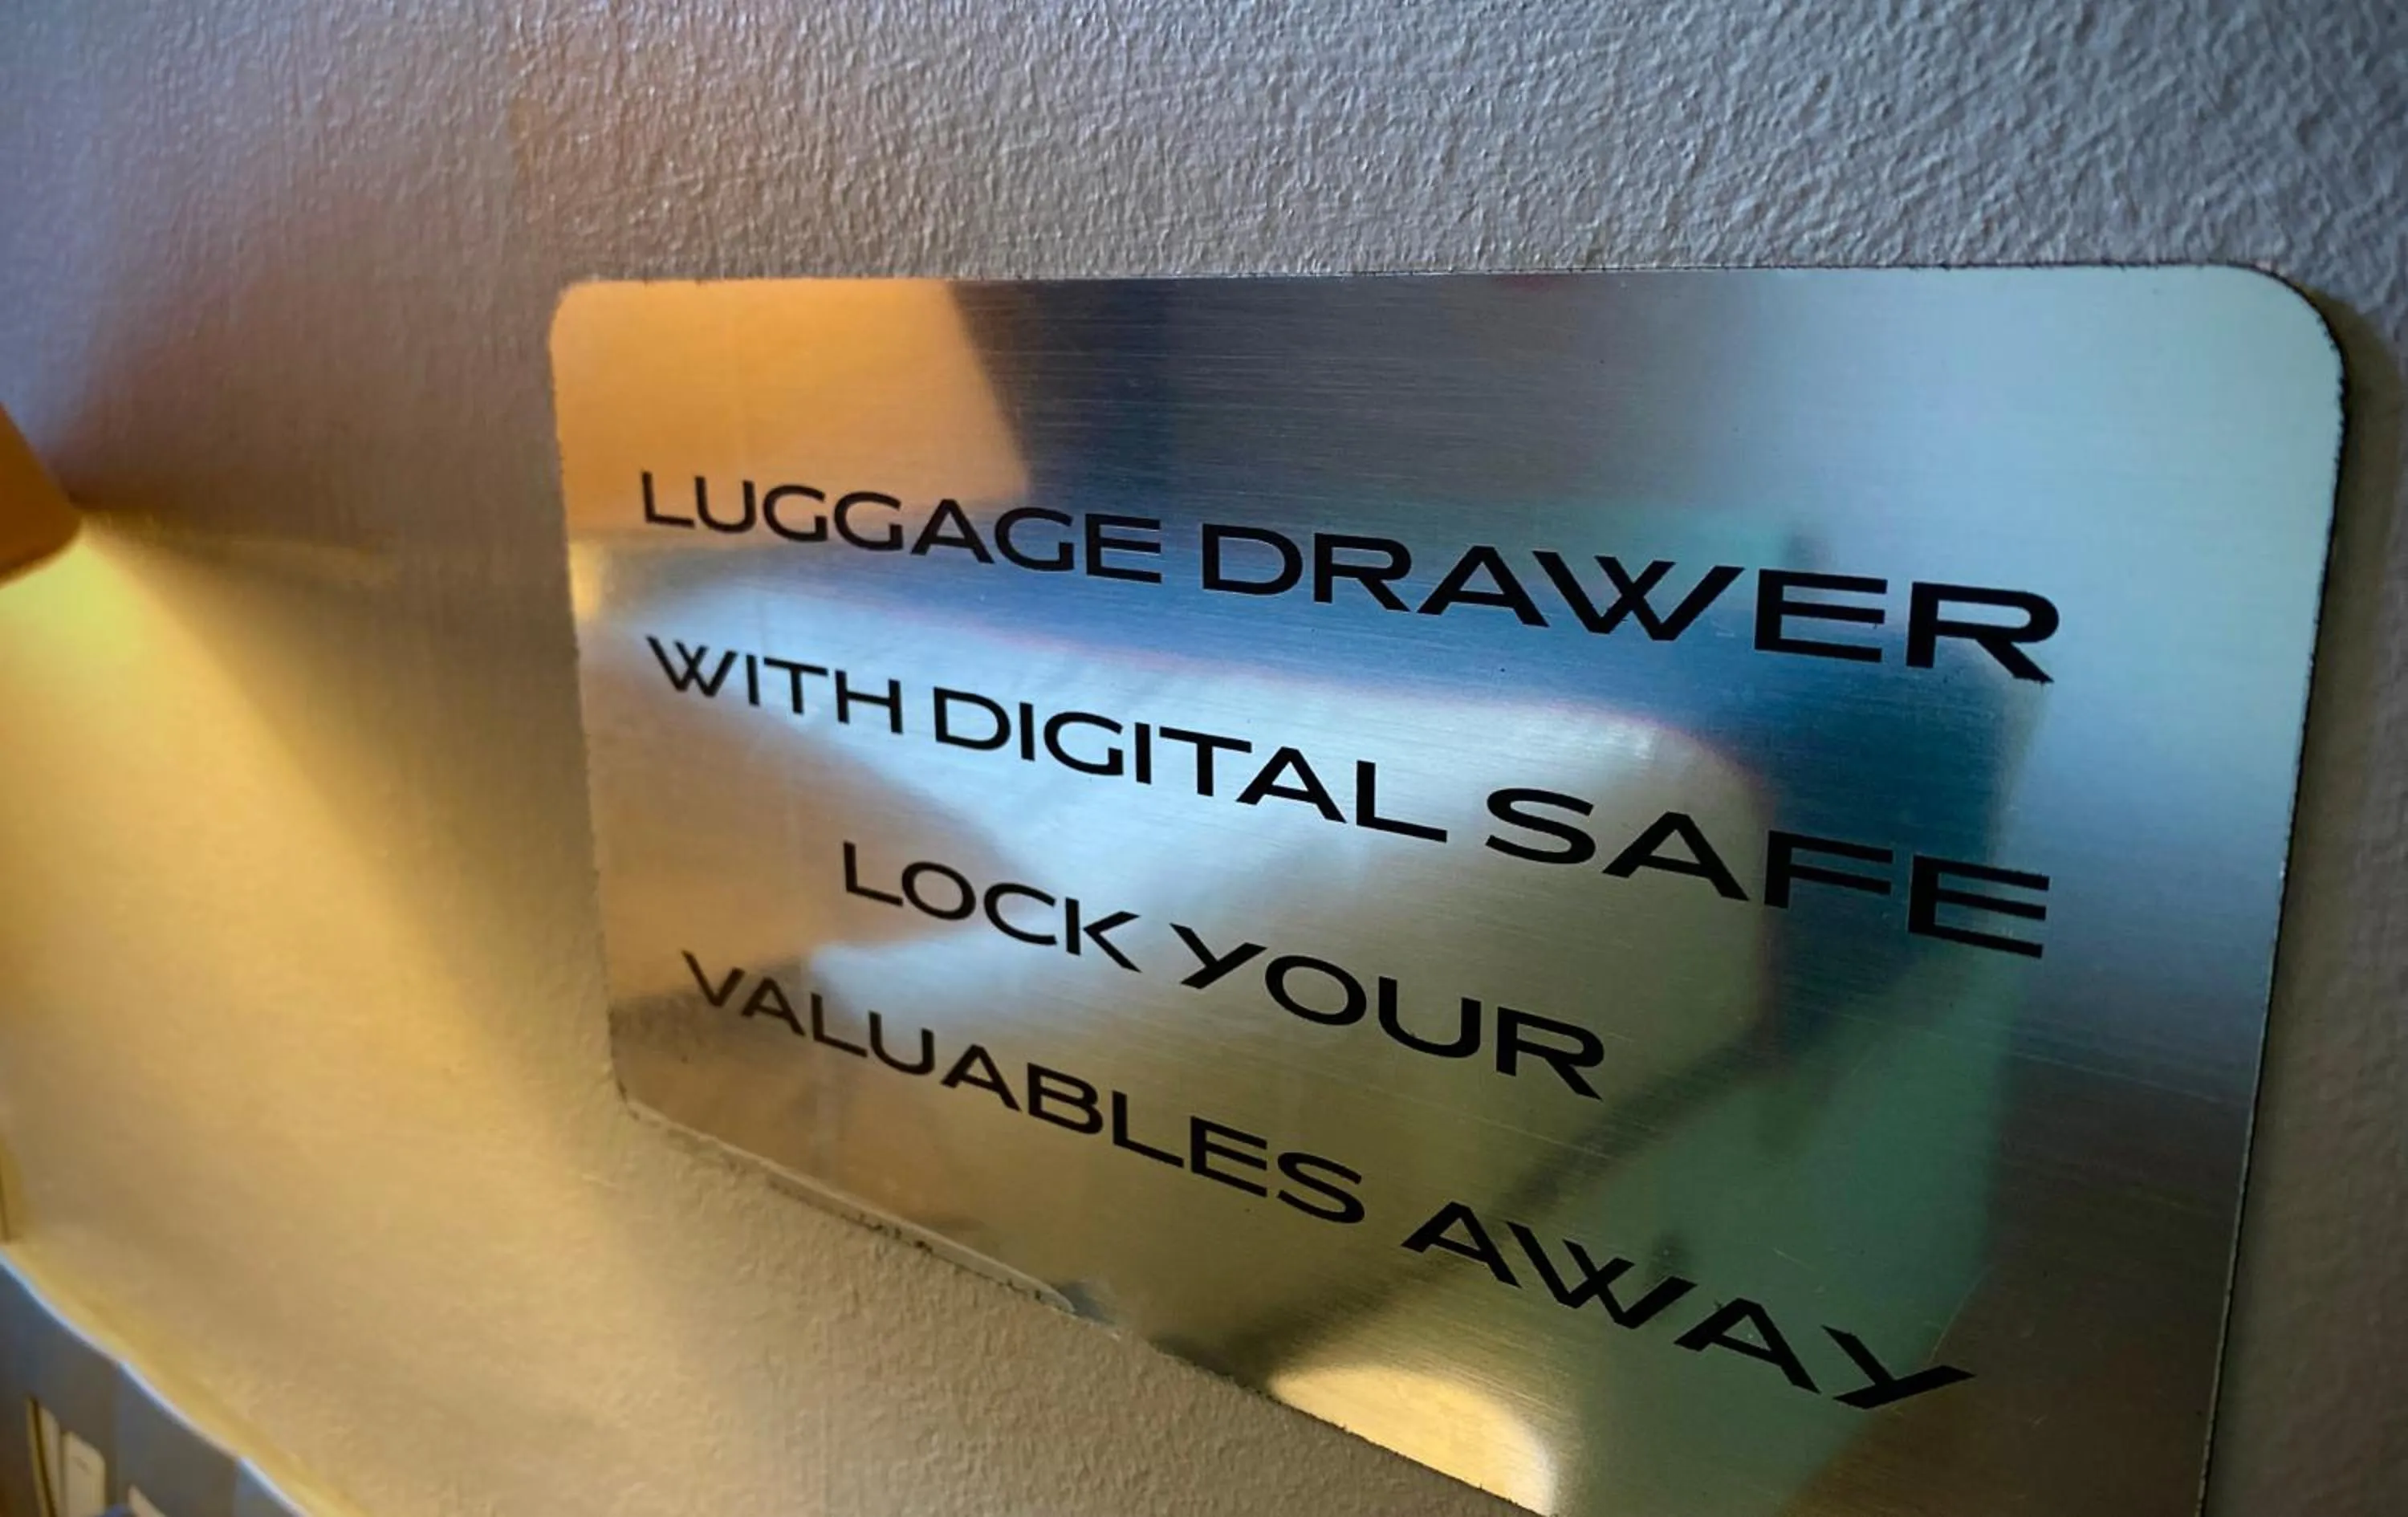 LUGGAGE DRAWER
WITH DIGITAL SAFE
LOCK YOUR
VALUABLES AWAY